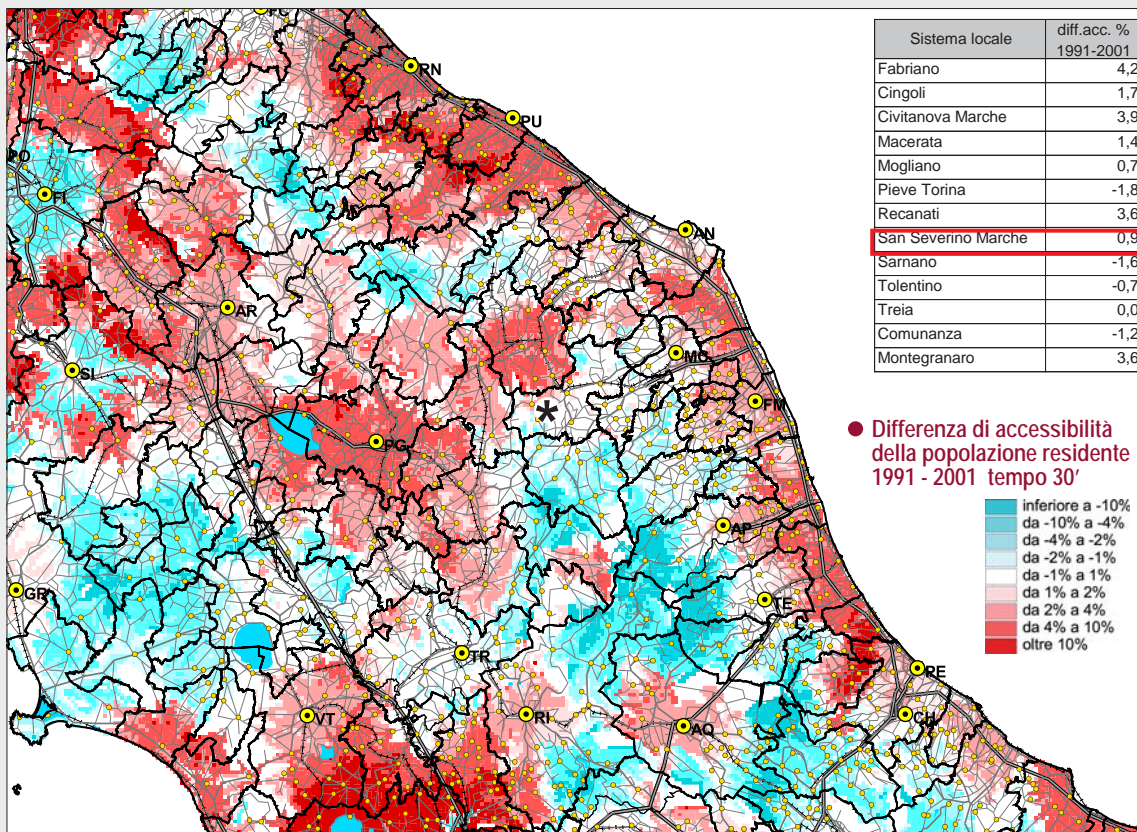 FC
RN
PU
PO
FI
AN
AR
MC
SI
FM
*
PG
AP
GR
TE
TR
PE
VT
RI
AQ
CH
Sistema locale diff.acc. %
1991-2001
Fabriano 4,2
Cingoli 1,7
Civitanova Marche 3,9
Macerata 1,4
Mogliano 0,7
Pieve Torina -1,8
Recanati 3,6
San Severino Marche 0,9
Sarnano -1,6
Tolentino -0,7
Treia 0,0
Comunanza -1,2
Montegranaro 3,6
● Differenza di accessibilità
della popolazione residente
1991 - 2001 tempo 30'
inferiore a -10%
da -10% a -4%
da -4% a -2%
da -2% a -1%
da -1% a 1%
da 1% a 2%
da 2% a 4%
da 4% a 10%
oltre 10%